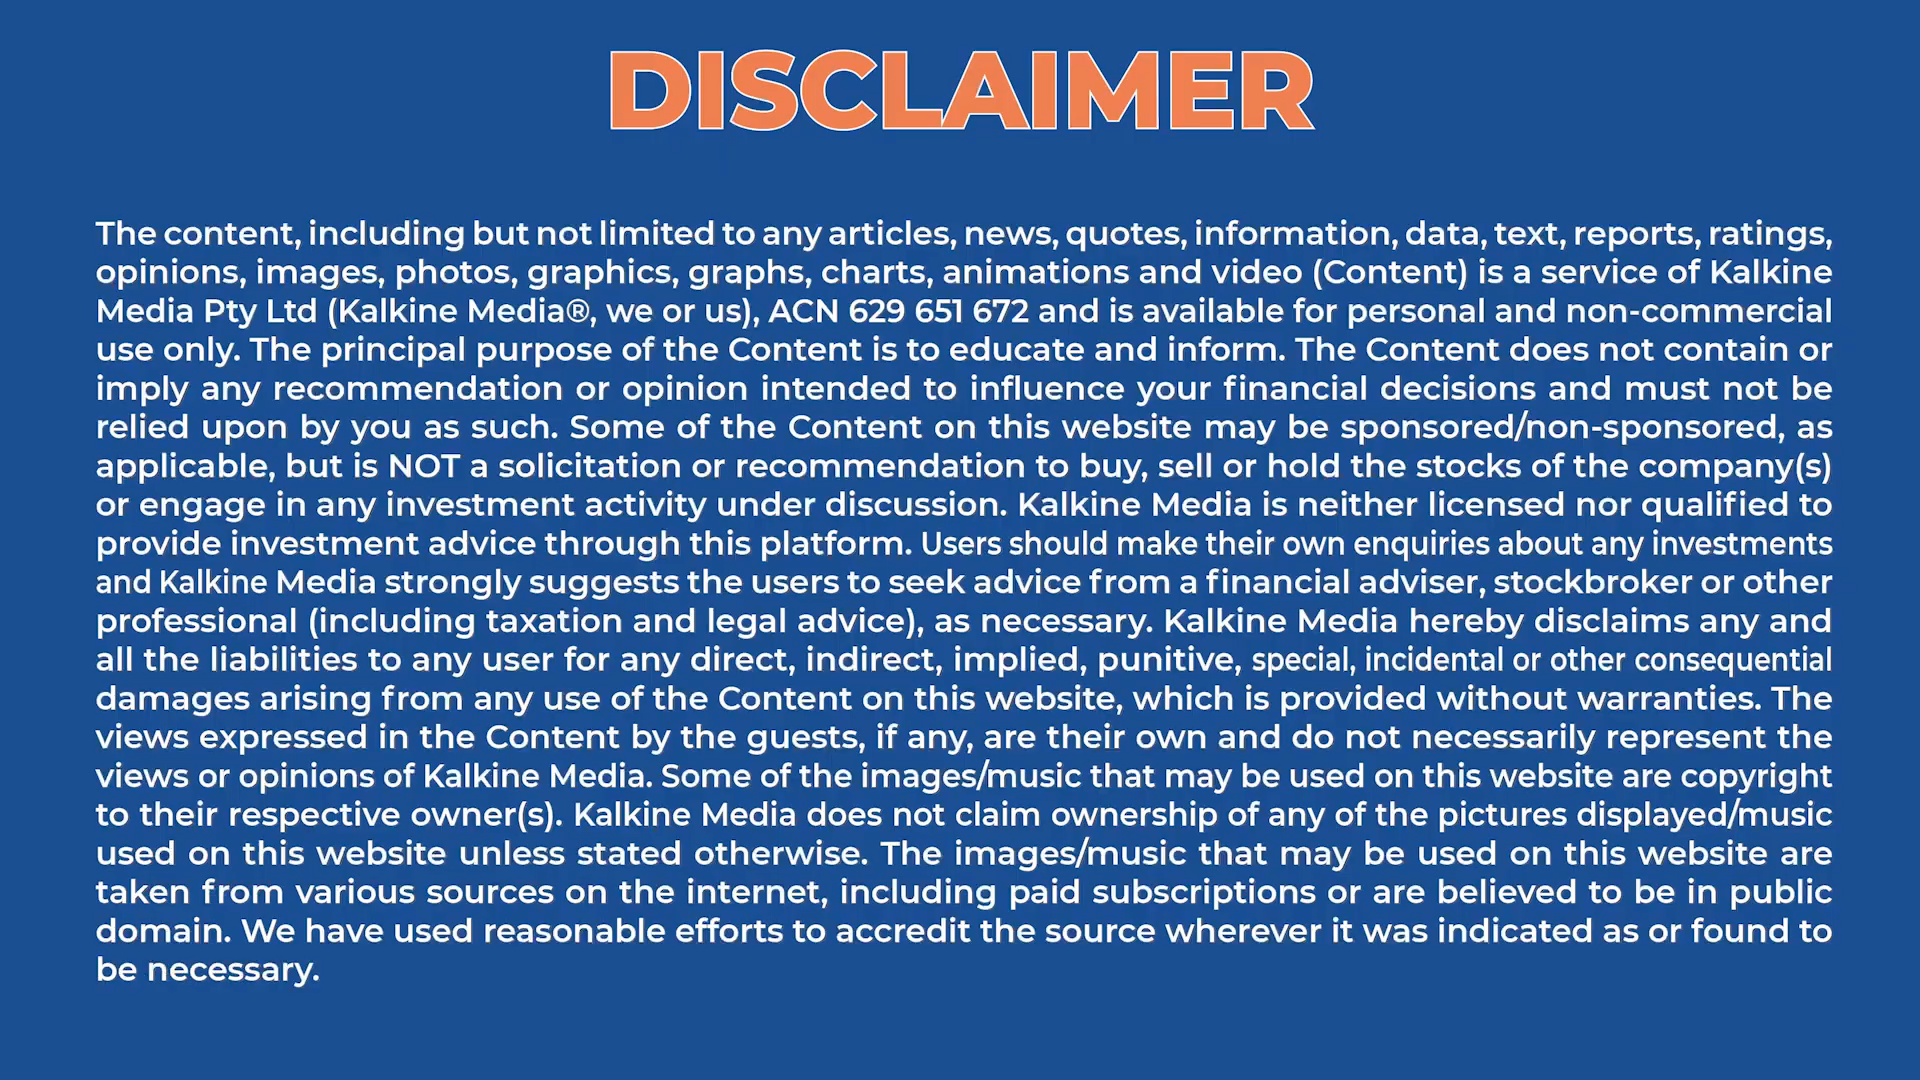 DISCLAIMER
The content, including but not limited to any articles, news, quotes, information, data, text, reports, ratings,
opinions, images, photos, graphics, graphs, charts, animations and video (Content) is a service of Kalkine
Media Pty Ltd (Kalkine Media®, we or us), ACN 629 651 672 and is available for personal and non-commercial
use only. The principal purpose of the Content is to educate and inform. The Content does not contain or
imply any recommendation or opinion intended to influence your financial decisions and must not be
relied upon by you as such. Some of the Content on this website may be sponsored/non-sponsored, as
applicable, but is NOT a solicitation or recommendation to buy, sell or hold the stocks of the company(s)
or engage in any investment activity under discussion. Kalkine Media is neither licensed nor qualified to
provide investment advice through this platform. Users should make their own enquiries about any investments
and Kalkine Media strongly suggests the users to seek advice from a financial adviser, stockbroker or other
professional (including taxation and legal advice), as necessary. Kalkine Media hereby disclaims any and
all the liabilities to any user for any direct, indirect, implied, punitive, special, incidental or other consequential
damages arising from any use of the Content on this website, which is provided without warranties. The
views expressed in the Content by the guests, if any, are their own and do not necessarily represent the
views or opinions of Kalkine Media. Some of the images/music that may be used on this website are copyright
to their respective owner(s). Kalkine Media does not claim ownership of any of the pictures displayed/music
used on this website unless stated otherwise. The images/music that may be used on this website are
taken from various sources on the internet, including paid subscriptions or are believed to be in public
domain. We have used reasonable efforts to accredit the source wherever it was indicated as or found to
be necessary.